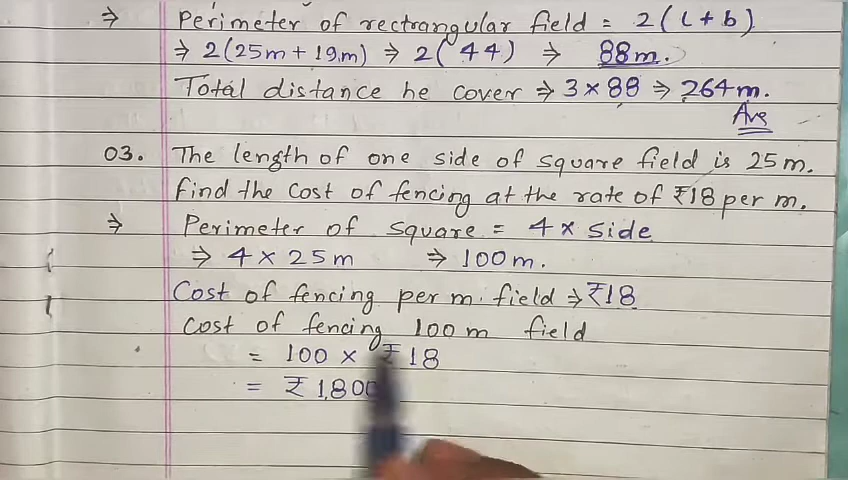 ⇒ Perimeter of rectrangular field = 2(l+b)
⇒ 2(25m + 19m) ⇒ 2(44) ⇒ 88m.
Total distance he cover ⇒ 3 × 88 ⇒ 264m.
Ans
03. The length of one side of square field is 25 m.
find the cost of fencing at the rate of ₹18 per m.
⇒ Perimeter of square = 4 × side
⇒ 4 × 25m ⇒ 100m.
Cost of fencing per m. field ⇒ ₹18
cost of fencing 100 m field
= 100 × ₹18
= ₹ 1,800